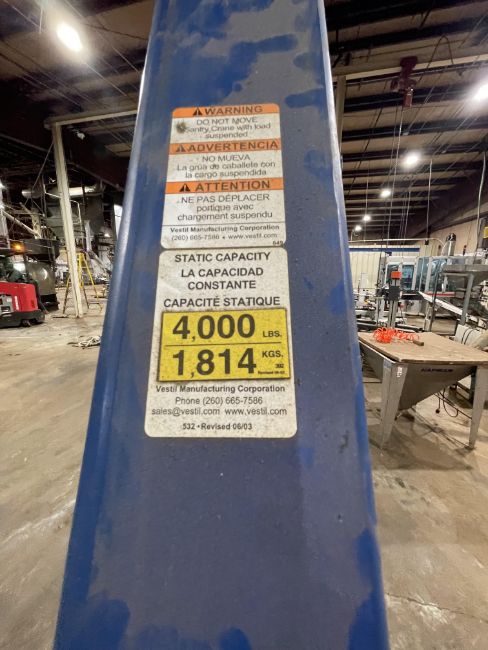 WARNING
DO NOT MOVE
Gantry Crane with load
suspended
ADVERTENCIA
NO MUEVA
La grúa de caballete con
la cargo suspendida
ATTENTION
NE PAS DÉPLACER
portique avec
chargement suspendu
Vestil Manufacturing Corporation
(260) 665-7586 • www.vestil.com
STATIC CAPACITY
LA CAPACIDAD
CONSTANTE
CAPACITÉ STATIQUE
4,000 LBS.
1,814 KGS.
Vestil Manufacturing Corporation
Phone (260) 665-7586
sales@vestil.com www.vestil.com
532 • Revised 06/03